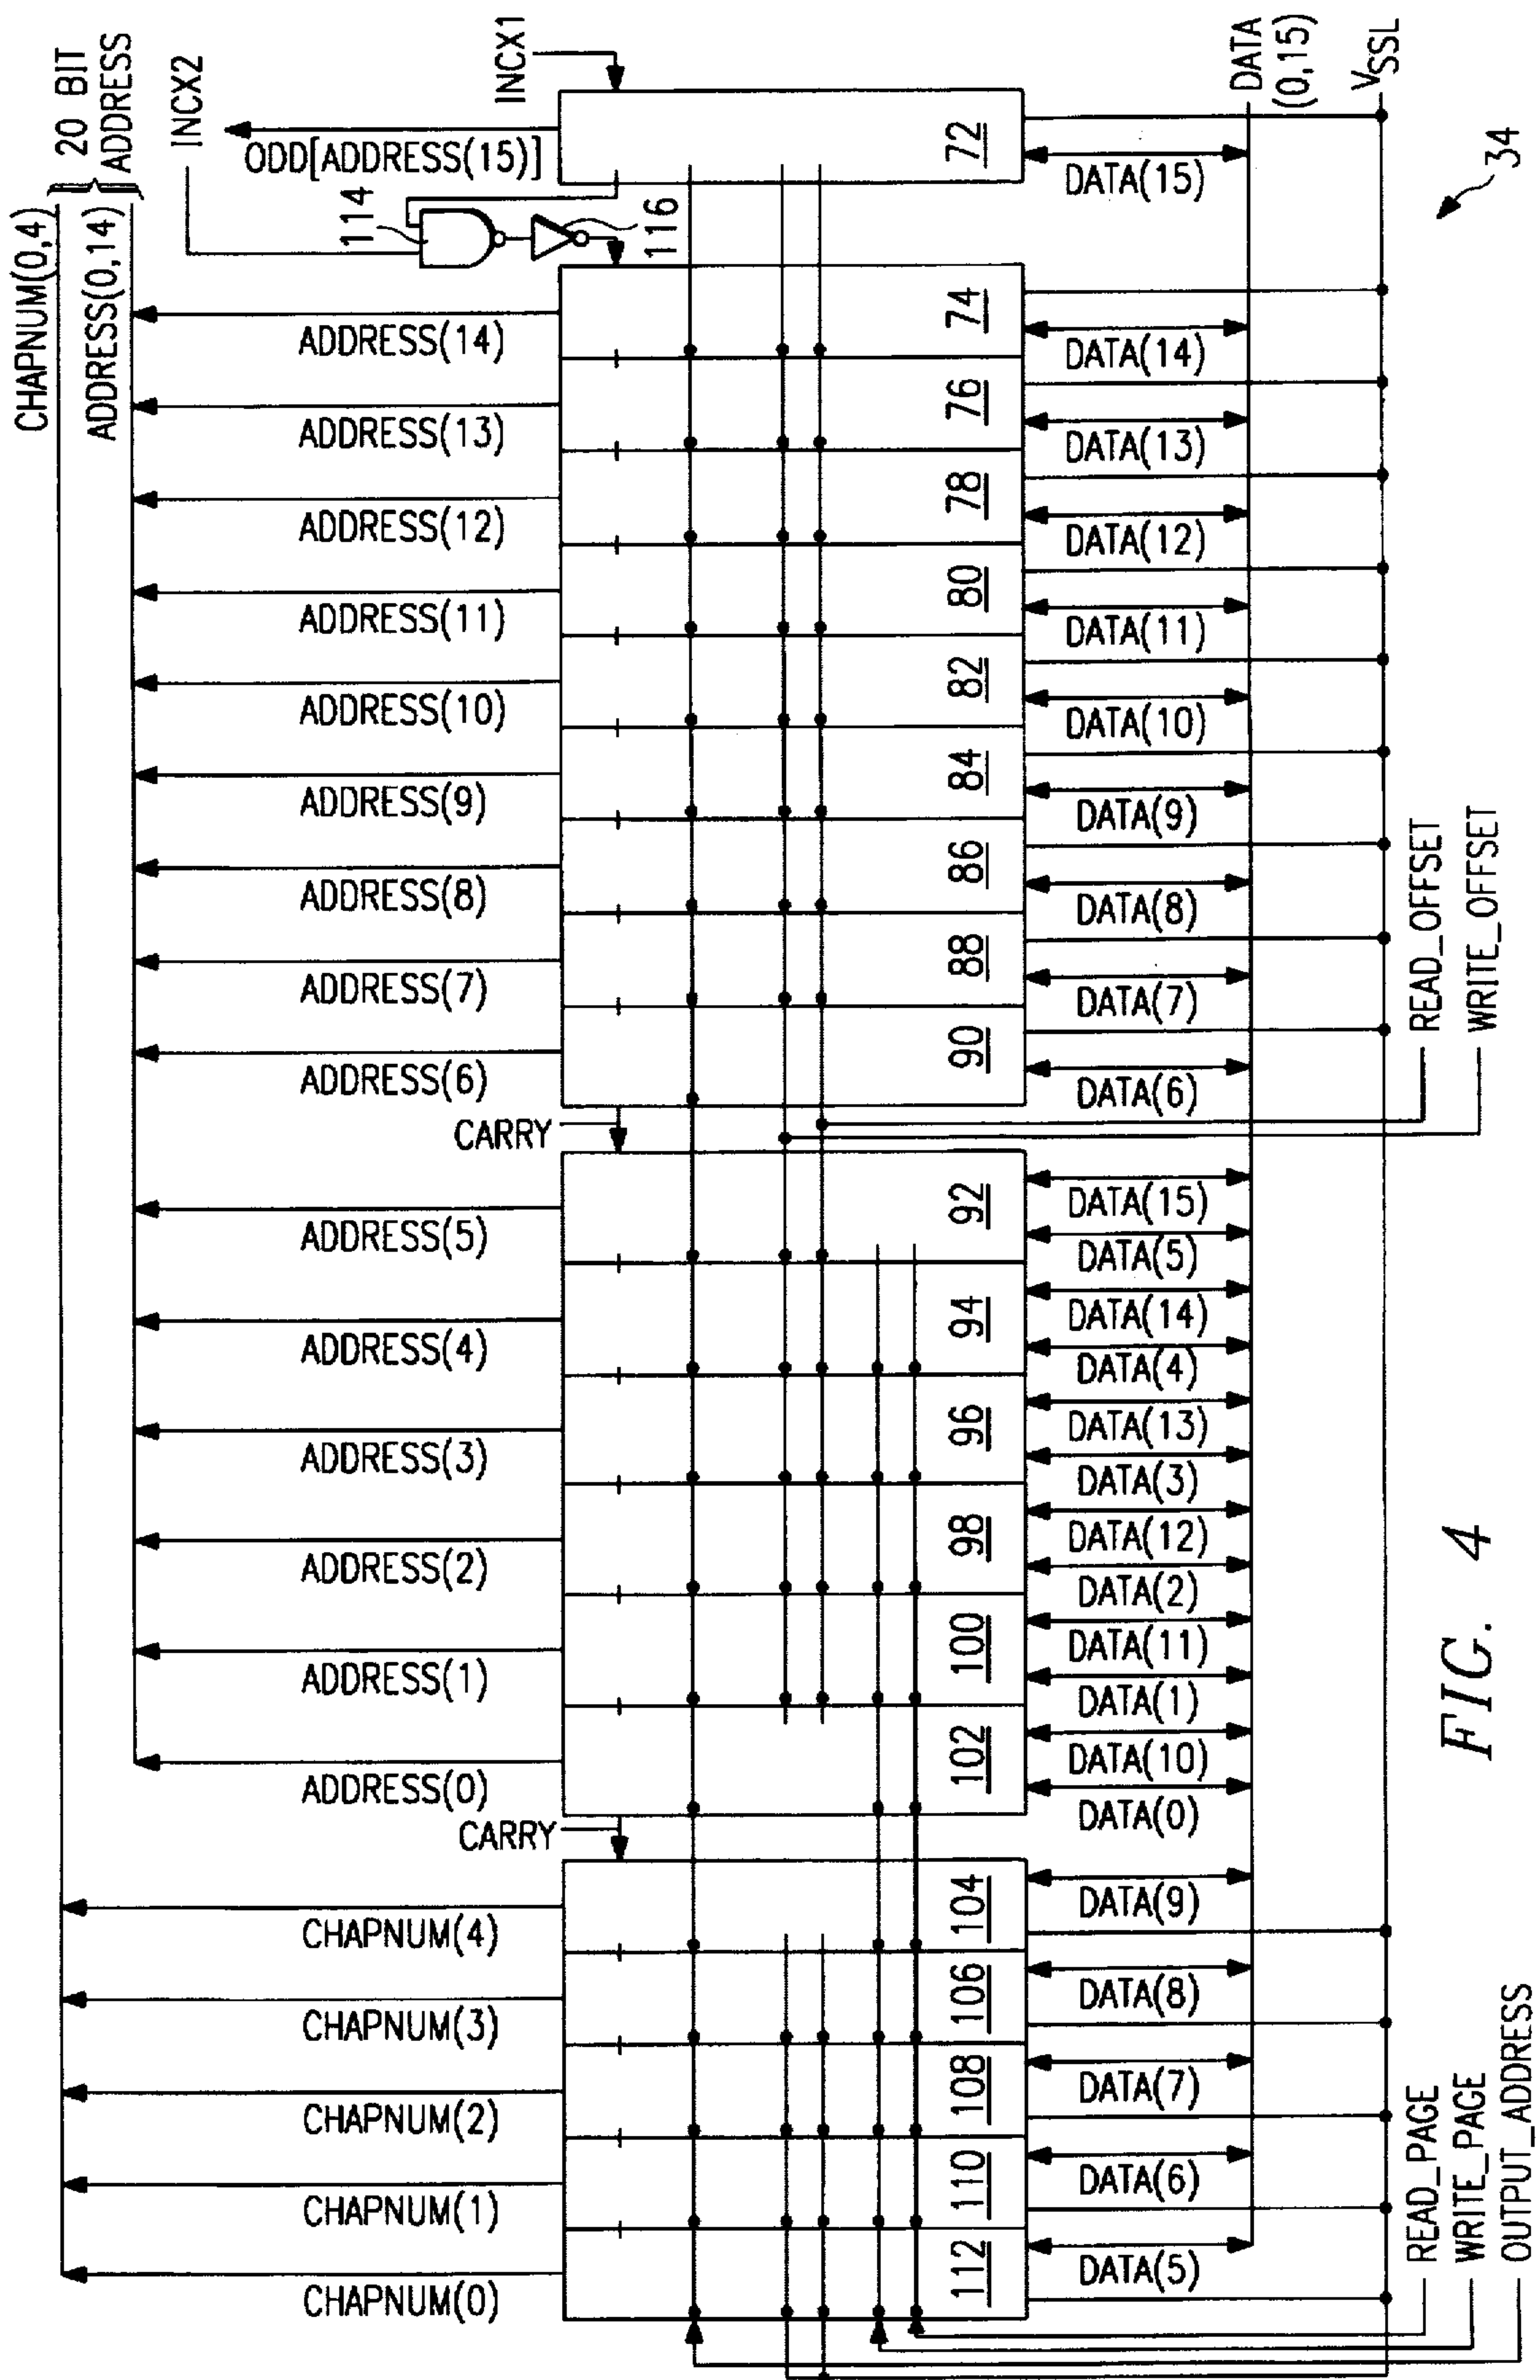 CHAPNUM(0,4)
ADDRESS(0,14)
20 BIT
ADDRESS
INCX2
INCX1
ODD[ADDRESS(15)]
114
116
72
DATA(15)
DATA
(0,15)
VSSL
34
ADDRESS(14)
ADDRESS(13)
ADDRESS(12)
ADDRESS(11)
ADDRESS(10)
ADDRESS(9)
ADDRESS(8)
ADDRESS(7)
ADDRESS(6)
74
76
78
80
82
84
86
88
90
DATA(14)
DATA(13)
DATA(12)
DATA(11)
DATA(10)
DATA(9)
DATA(8)
DATA(7)
DATA(6)
READ_OFFSET
WRITE_OFFSET
CARRY
ADDRESS(5)
ADDRESS(4)
ADDRESS(3)
ADDRESS(2)
ADDRESS(1)
ADDRESS(0)
92
94
96
98
100
102
DATA(15)
DATA(5)
DATA(14)
DATA(4)
DATA(13)
DATA(3)
DATA(12)
DATA(2)
DATA(11)
DATA(1)
DATA(10)
DATA(0)
CARRY
CHAPNUM(4)
CHAPNUM(3)
CHAPNUM(2)
CHAPNUM(1)
CHAPNUM(0)
104
106
108
110
112
DATA(9)
DATA(8)
DATA(7)
DATA(6)
DATA(5)
READ_PAGE
WRITE_PAGE
OUTPUT_ADDRESS
FIG. 4